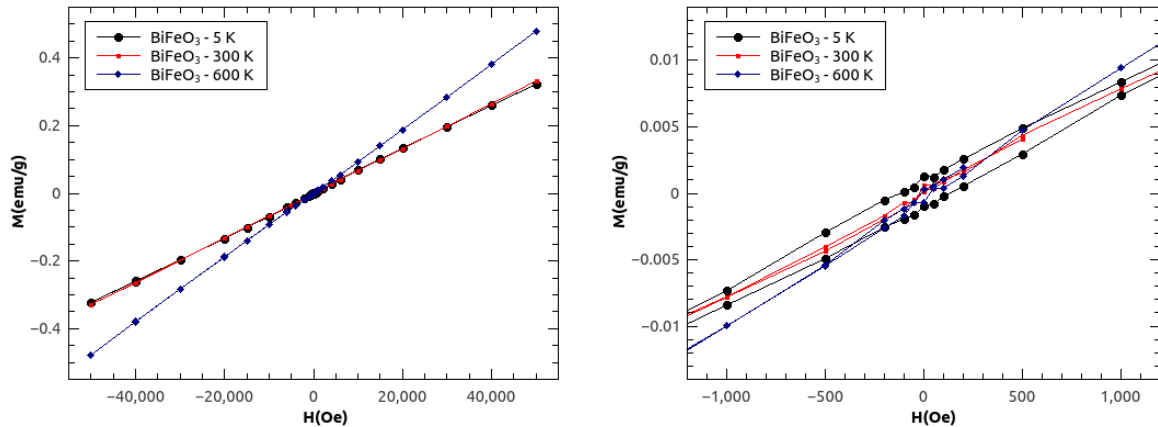 BiFeO₃ - 5 K
BiFeO₃ - 300 K
BiFeO₃ - 600 K
M(emu/g)
0.4
0.2
0
−0.2
−0.4
−40,000
−20,000
0
20,000
40,000
H(Oe)
BiFeO₃ - 5 K
BiFeO₃ - 300 K
BiFeO₃ - 600 K
M(emu/g)
0.01
0.005
0
−0.005
−0.01
−1,000
−500
0
500
1,000
H(Oe)